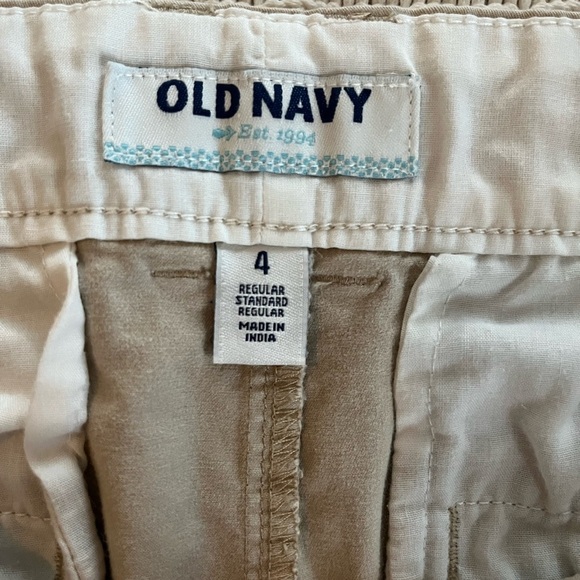 OLD NAVY
Est. 1994
4
REGULAR
STANDARD
REGULAR
MADE IN
INDIA